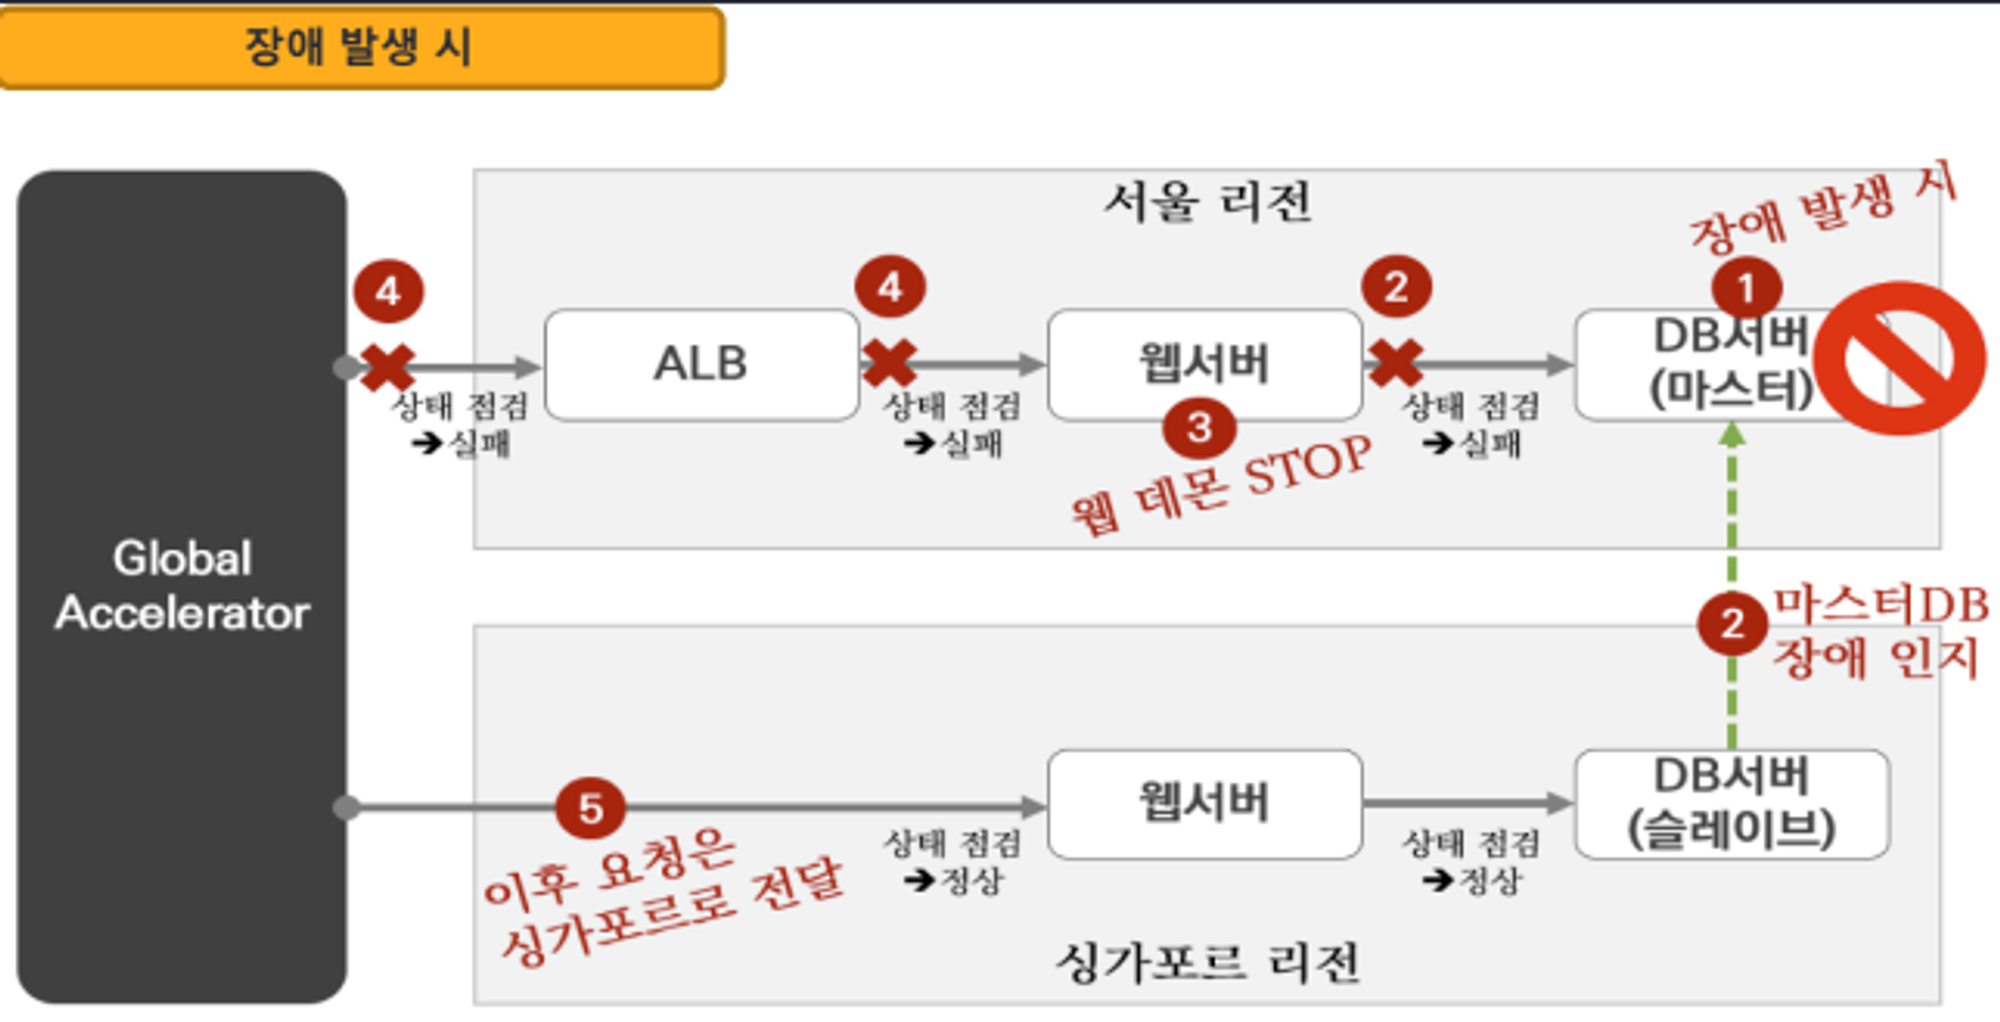 장애 발생 시
서울 리전
장애 발생 시
4
4
2
1
ALB
웹서버
DB서버
(마스터)
상태 점검
➔실패
상태 점검
➔실패
상태 점검
➔실패
3
웹 데몬 STOP
Global
Accelerator
2
마스터DB
장애 인지
5
웹서버
DB서버
(슬레이브)
상태 점검
➔정상
상태 점검
➔정상
이후 요청은
싱가포르로 전달
싱가포르 리전